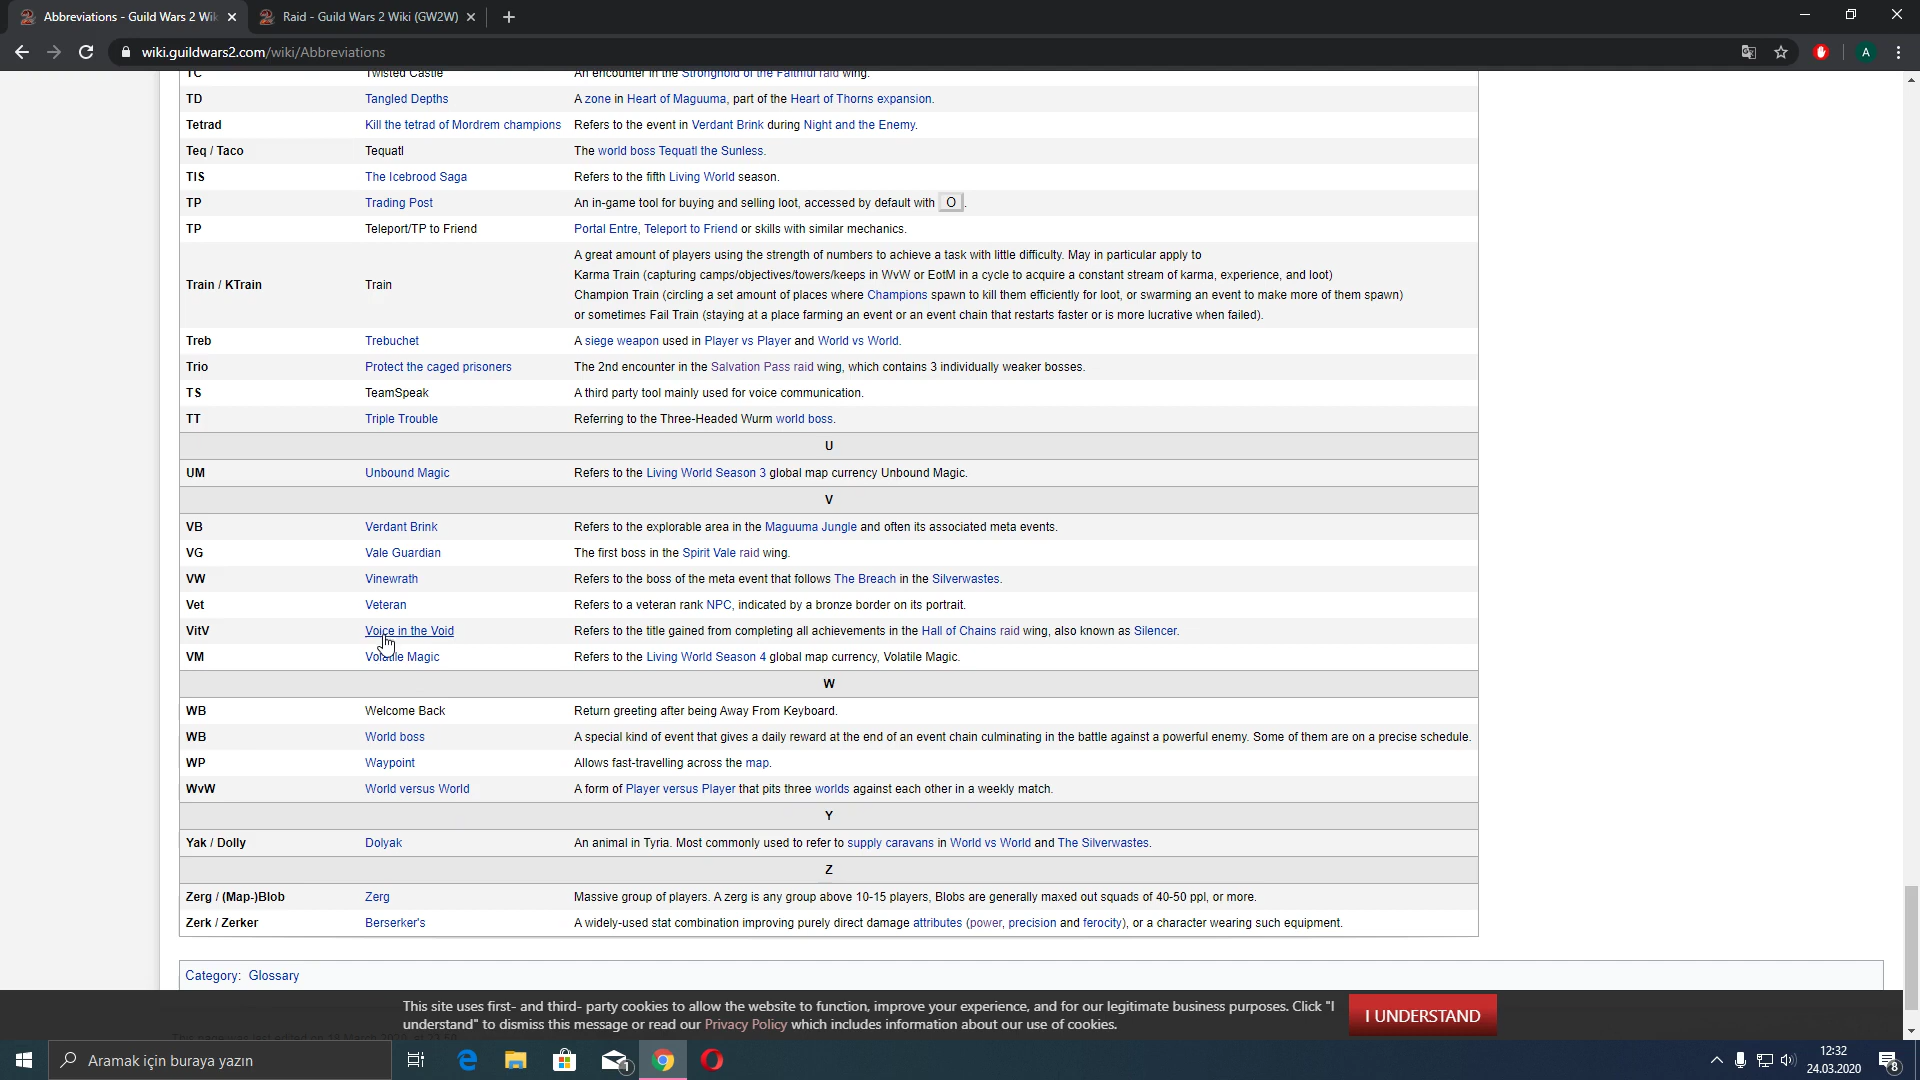 Abbreviations - Guild Wars 2 Wik
Raid - Guild Wars 2 Wiki (GW2W)
wiki.guildwars2.com/wiki/Abbreviations
A
TC Twisted Castle An encounter in the Stronghold of the Faithful raid wing.
TD Tangled Depths A zone in Heart of Maguuma, part of the Heart of Thorns expansion.
Tetrad Kill the tetrad of Mordrem champions Refers to the event in Verdant Brink during Night and the Enemy.
Teq / Taco Tequatl The world boss Tequatl the Sunless.
TIS The Icebrood Saga Refers to the fifth Living World season.
TP Trading Post An in-game tool for buying and selling loot, accessed by default with O.
TP Teleport/TP to Friend Portal Entre, Teleport to Friend or skills with similar mechanics.
A great amount of players using the strength of numbers to achieve a task with little difficulty. May in particular apply to
Karma Train (capturing camps/objectives/towers/keeps in WvW or EotM in a cycle to acquire a constant stream of karma, experience, and loot)
Train / KTrain Train
Champion Train (circling a set amount of places where Champions spawn to kill them efficiently for loot, or swarming an event to make more of them spawn)
or sometimes Fail Train (staying at a place farming an event or an event chain that restarts faster or is more lucrative when failed).
Treb Trebuchet A siege weapon used in Player vs Player and World vs World.
Trio Protect the caged prisoners The 2nd encounter in the Salvation Pass raid wing, which contains 3 individually weaker bosses.
TS TeamSpeak A third party tool mainly used for voice communication.
TT Triple Trouble Referring to the Three-Headed Wurm world boss.
U
UM Unbound Magic Refers to the Living World Season 3 global map currency Unbound Magic.
V
VB Verdant Brink Refers to the explorable area in the Maguuma Jungle and often its associated meta events.
VG Vale Guardian The first boss in the Spirit Vale raid wing.
VW Vinewrath Refers to the boss of the meta event that follows The Breach in the Silverwastes.
Vet Veteran Refers to a veteran rank NPC, indicated by a bronze border on its portrait.
VitV Voice in the Void Refers to the title gained from completing all achievements in the Hall of Chains raid wing, also known as Silencer.
VM Volatile Magic Refers to the Living World Season 4 global map currency, Volatile Magic.
W
WB Welcome Back Return greeting after being Away From Keyboard.
WB World boss A special kind of event that gives a daily reward at the end of an event chain culminating in the battle against a powerful enemy. Some of them are on a precise schedule.
WP Waypoint Allows fast-travelling across the map.
WvW World versus World A form of Player versus Player that pits three worlds against each other in a weekly match.
Y
Yak / Dolly Dolyak An animal in Tyria. Most commonly used to refer to supply caravans in World vs World and The Silverwastes.
Z
Zerg / (Map-)Blob Zerg Massive group of players. A zerg is any group above 10-15 players, Blobs are generally maxed out squads of 40-50 ppl, or more.
Zerk / Zerker Berserker's A widely-used stat combination improving purely direct damage attributes (power, precision and ferocity), or a character wearing such equipment.
Category: Glossary
This site uses first- and third- party cookies to allow the website to function, improve your experience, and for our legitimate business purposes. Click "I
understand" to dismiss this message or read our Privacy Policy which includes information about our use of cookies.
I UNDERSTAND
Aramak için buraya yazın
1
12:32
24.03.2020
8